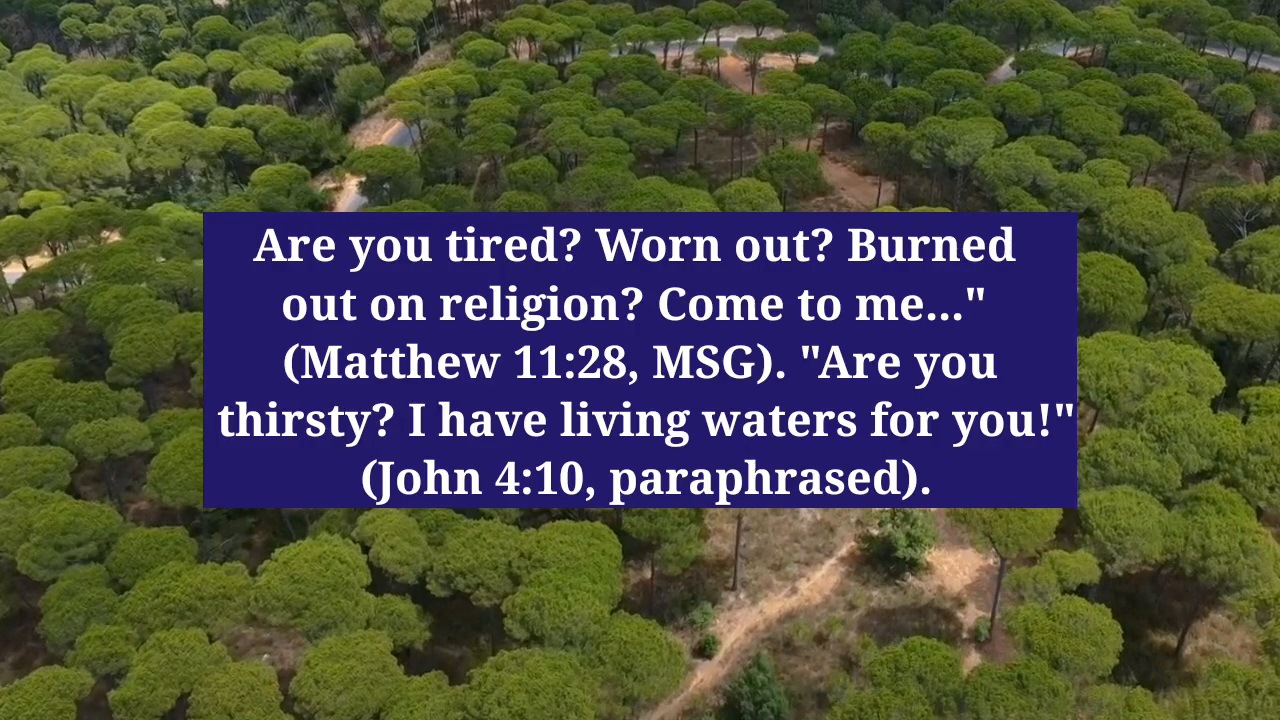 Are you tired? Worn out? Burned
out on religion? Come to me..."
(Matthew 11:28, MSG). "Are you
thirsty? I have living waters for you!"
(John 4:10, paraphrased).